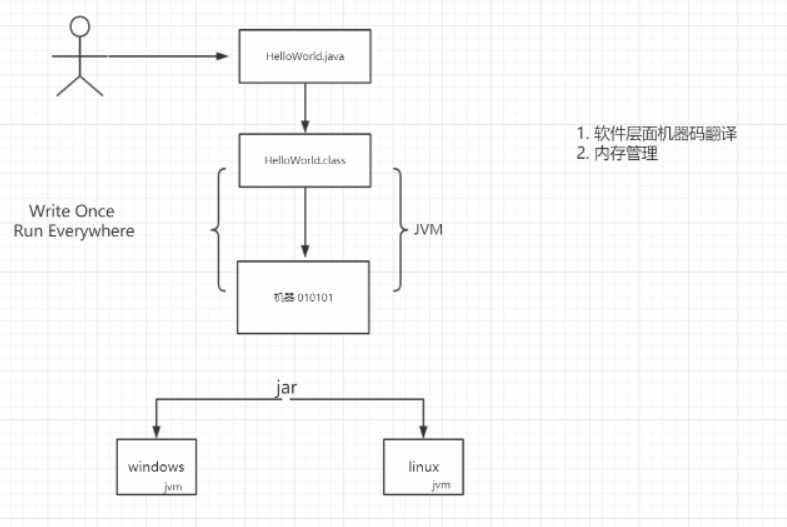 HelloWorld.java
1. 软件层面机器码翻译
2. 内存管理
HelloWorld.class
Write Once
Run Everywhere
JVM
机器 010101
jar
windows
jvm
linux
jvm